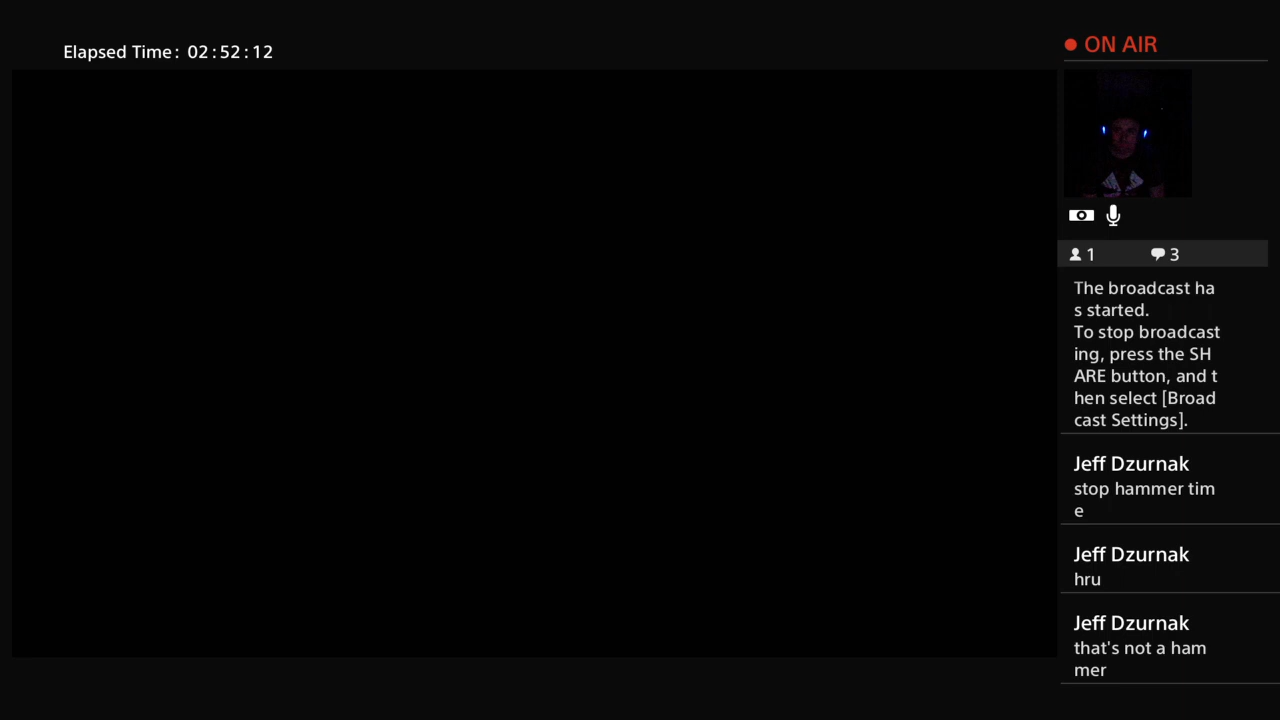 Elapsed Time: 02:52:12
ON AIR
1 3
The broadcast ha
s started.
To stop broadcast
ing, press the SH
ARE button, and t
hen select [Broad
cast Settings].
Jeff Dzurnak
stop hammer tim
e
Jeff Dzurnak
hru
Jeff Dzurnak
that's not a ham
mer